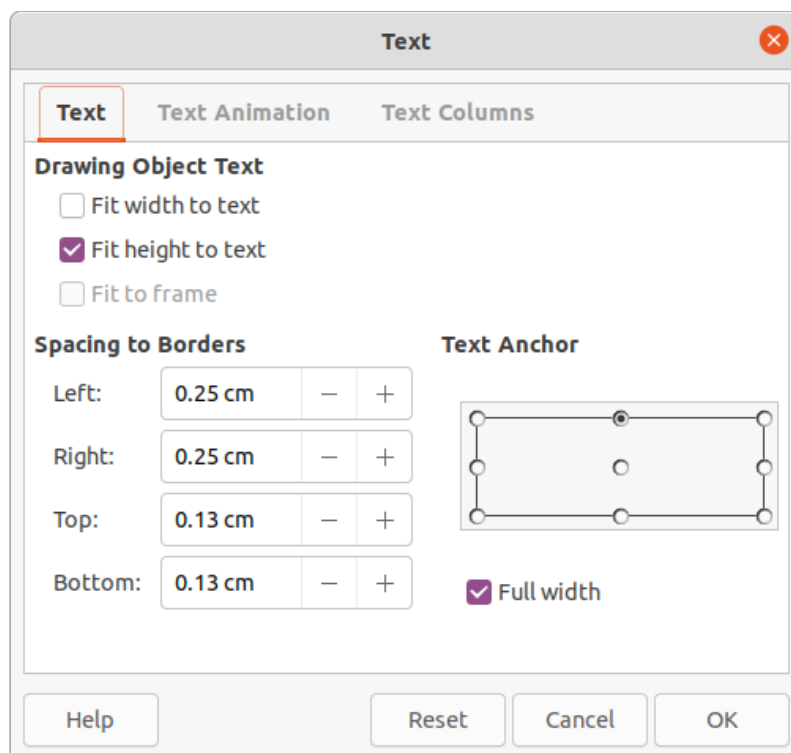 Text
Text Text Animation Text Columns
Drawing Object Text
Fit width to text
Fit height to text
Fit to frame
Spacing to Borders Text Anchor
Left: 0.25 cm
Right: 0.25 cm
Top: 0.13 cm
Bottom: 0.13 cm
Full width
Help Reset Cancel OK